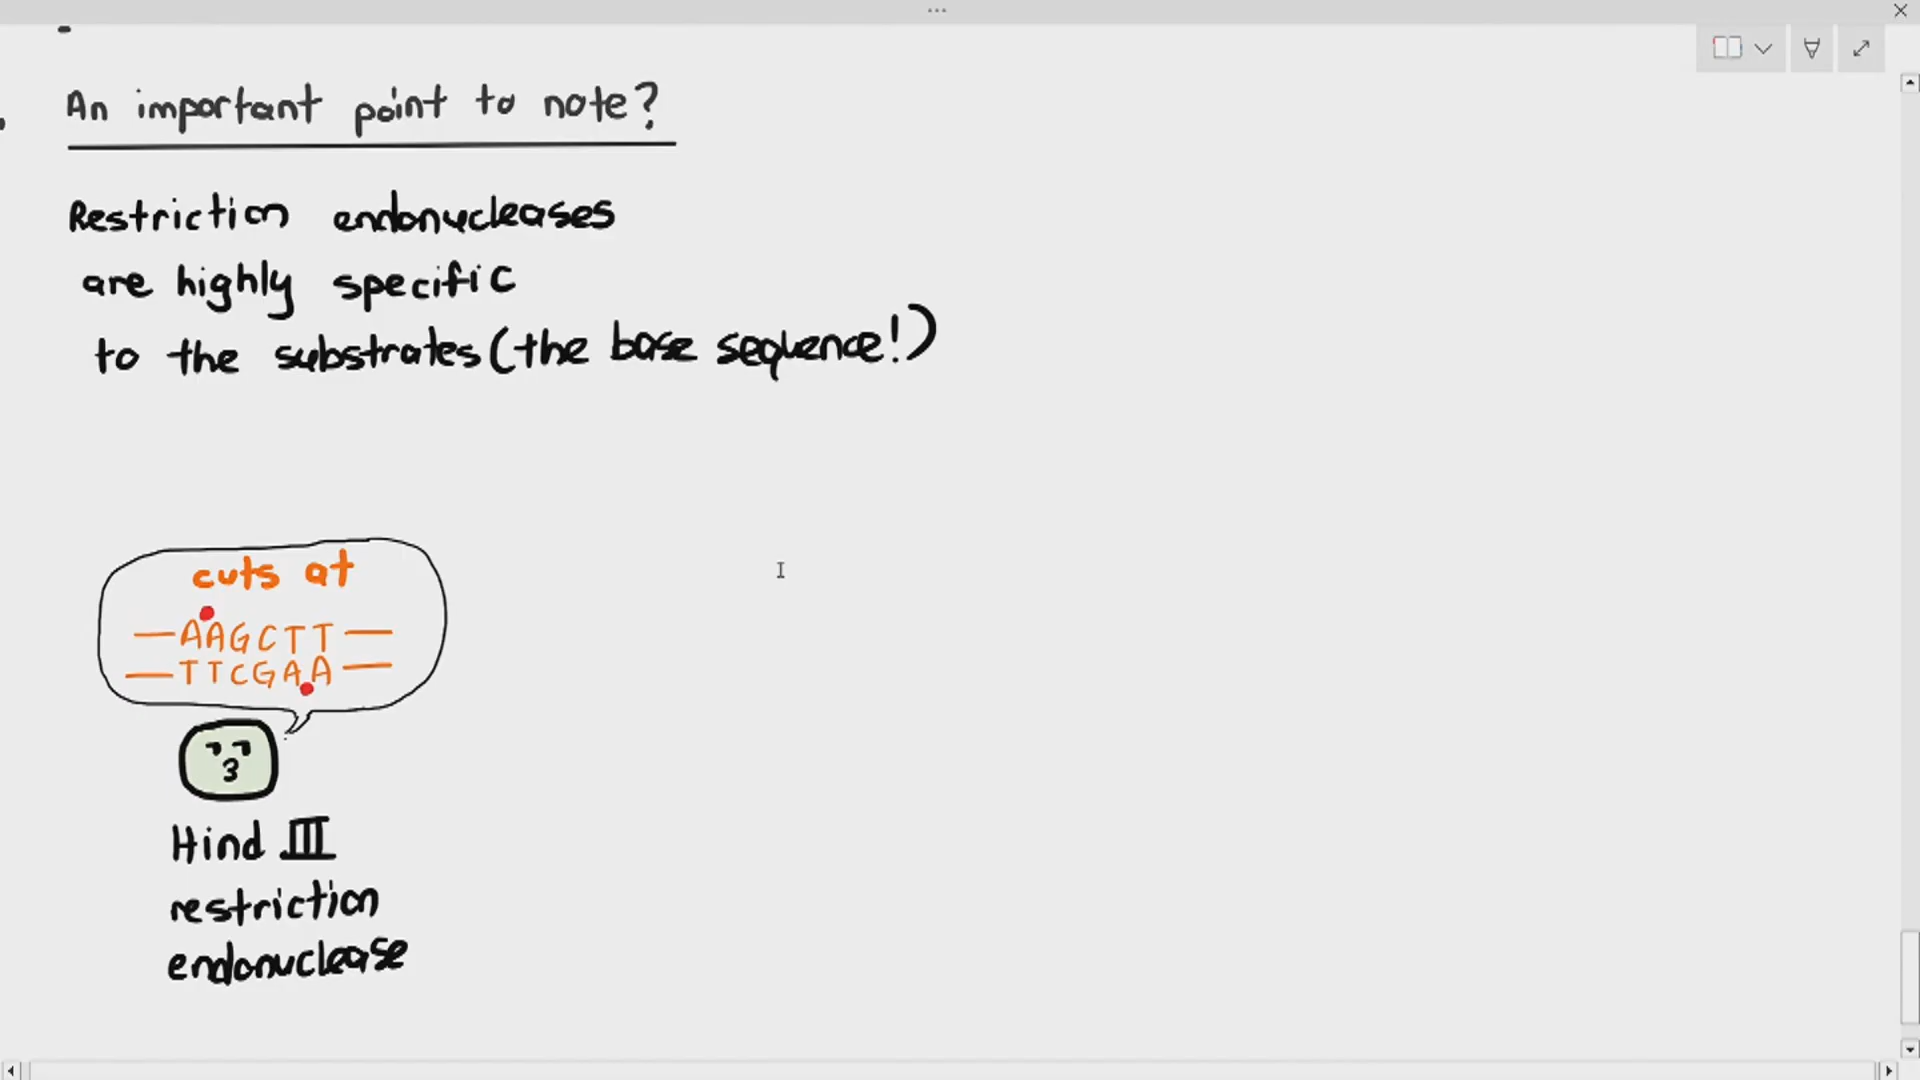 An important point to note?
Restriction endonucleases
are highly specific
to the substrates (the base sequence!)
cuts at
—AAGCTT—
—TTCGAA—
Hind III
restriction
endonuclease